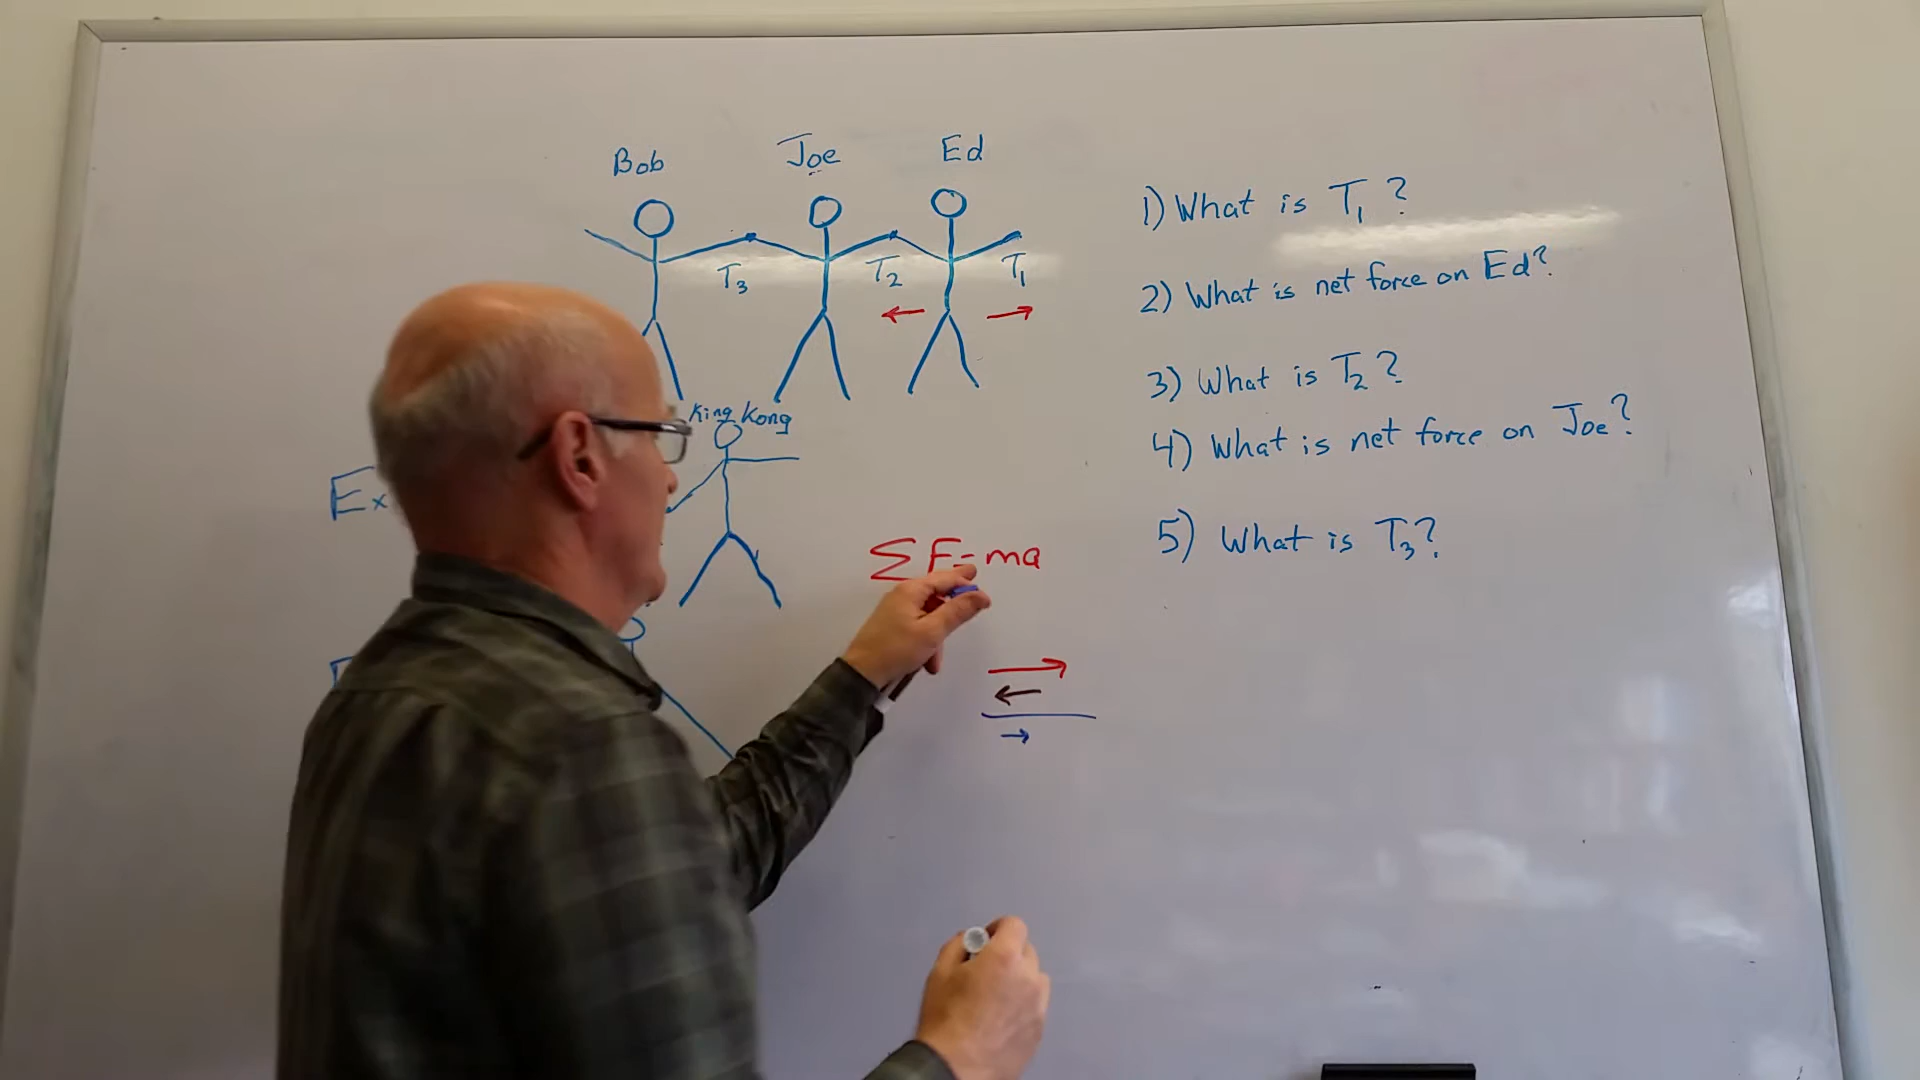 Bob Joe Ed
T3 T2 T1
King Kong
Ex
ΣF=ma
1) What is T1?
2) What is net force on Ed?
3) What is T2?
4) What is net force on Joe?
5) What is T3?